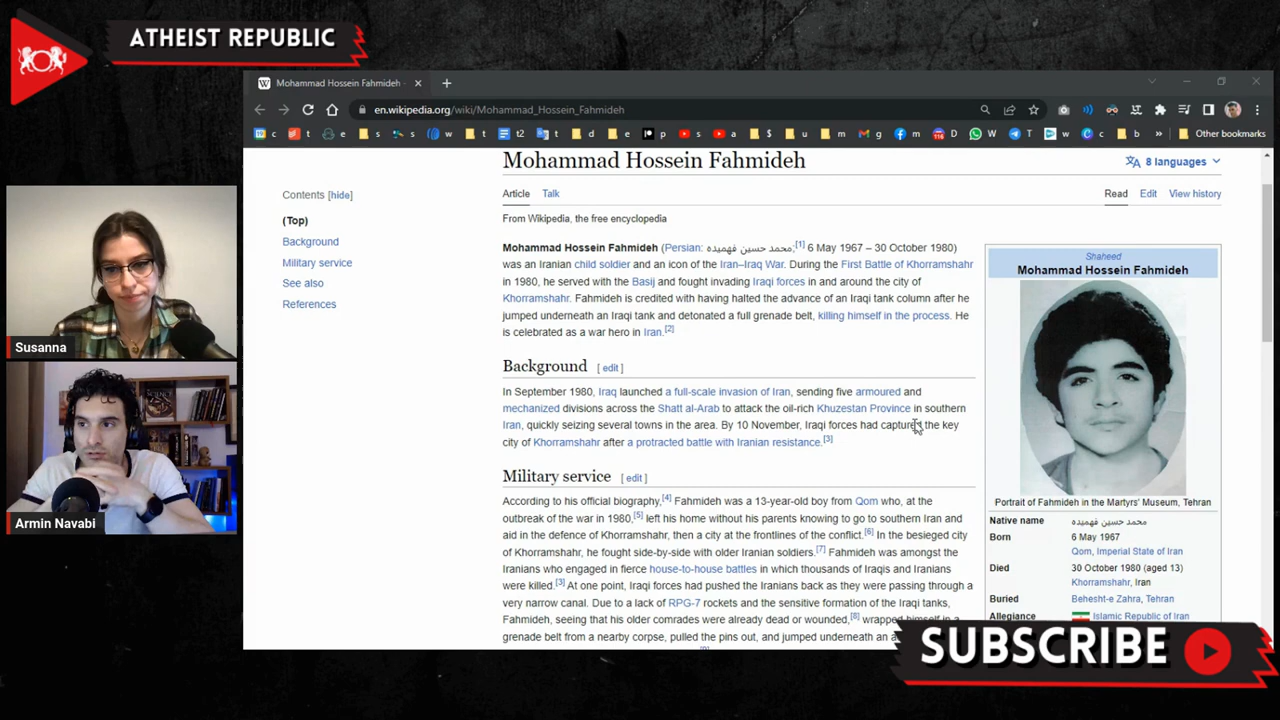 ATHEIST REPUBLIC
Mohammad Hossein Fahmideh
en.wikipedia.org/wiki/Mohammad_Hossein_Fahmideh
c t e s s w t t2 t d e p s a $ u m g m D W T w c b » Other bookmarks
Mohammad Hossein Fahmideh
8 languages
Contents [hide]
(Top)
Background
Military service
See also
References
Article Talk Read Edit View history
From Wikipedia, the free encyclopedia
Mohammad Hossein Fahmideh (Persian: محمد حسین فهمیده;[1] 6 May 1967 – 30 October 1980)
was an Iranian child soldier and an icon of the Iran–Iraq War. During the First Battle of Khorramshahr
in 1980, he served with the Basij and fought invading Iraqi forces in and around the city of
Khorramshahr. Fahmideh is credited with having halted the advance of an Iraqi tank column after he
jumped underneath an Iraqi tank and detonated a full grenade belt, killing himself in the process. He
is celebrated as a war hero in Iran.[2]
Background [ edit ]
In September 1980, Iraq launched a full-scale invasion of Iran, sending five armoured and
mechanized divisions across the Shatt al-Arab to attack the oil-rich Khuzestan Province in southern
Iran, quickly seizing several towns in the area. By 10 November, Iraqi forces had captured the key
city of Khorramshahr after a protracted battle with Iranian resistance.[3]
Military service [ edit ]
According to his official biography,[4] Fahmideh was a 13-year-old boy from Qom who, at the
outbreak of the war in 1980,[5] left his home without his parents knowing to go to southern Iran and
aid in the defence of Khorramshahr, then a city at the frontlines of the conflict.[6] In the besieged city
of Khorramshahr, he fought side-by-side with older Iranian soldiers.[7] Fahmideh was amongst the
Iranians who engaged in fierce house-to-house battles in which thousands of Iraqis and Iranians
were killed.[3] At one point, Iraqi forces had pushed the Iranians back as they were passing through a
very narrow canal. Due to a lack of RPG-7 rockets and the sensitive formation of the Iraqi tanks,
Fahmideh, seeing that his older comrades were already dead or wounded,[8] wrapped himself in a
grenade belt from a nearby corpse, pulled the pins out, and jumped underneath an
Shaheed
Mohammad Hossein Fahmideh
Portrait of Fahmideh in the Martyrs' Museum, Tehran
Native name محمد حسین فهمیده
Born 6 May 1967
Qom, Imperial State of Iran
Died 30 October 1980 (aged 13)
Khorramshahr, Iran
Buried Behesht-e Zahra, Tehran
Allegiance Islamic Republic of Iran
Susanna
Armin Navabi
SUBSCRIBE